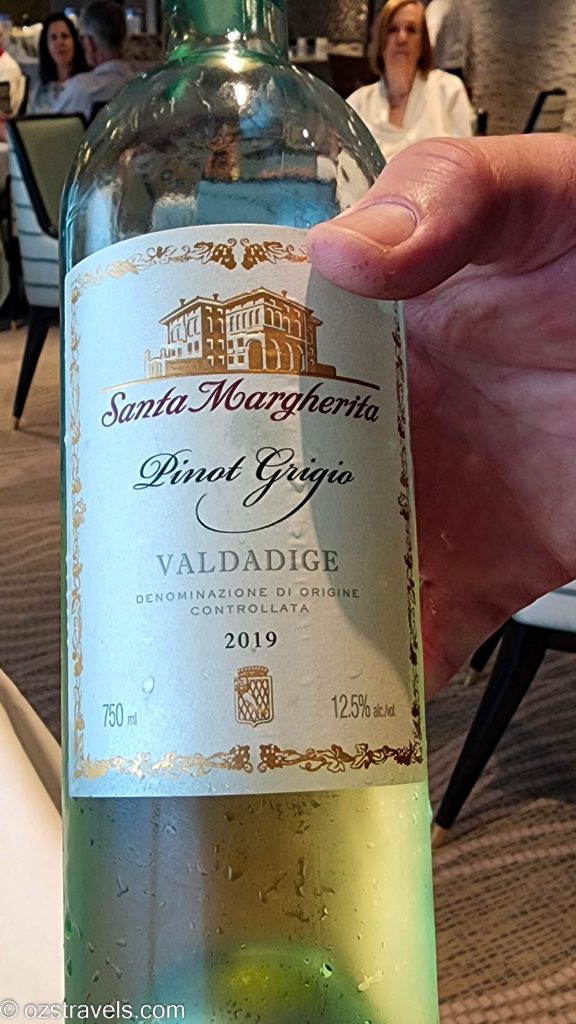 Santa Margherita
Pinot Grigio
VALDADIGE
DENOMINAZIONE DI ORIGINE
CONTROLLATA
2019
750 ml
12.5% alc./vol.
© ozstravels.com